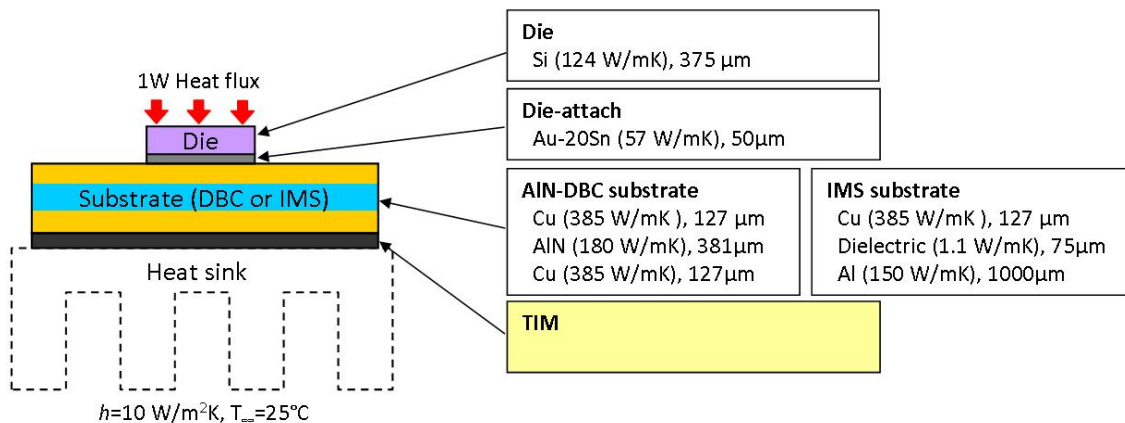 1W Heat flux
Die
Substrate (DBC or IMS)
Heat sink
h=10 W/m²K, T∞=25°C
Die
Si (124 W/mK), 375 µm
Die-attach
Au-20Sn (57 W/mK), 50µm
AlN-DBC substrate
Cu (385 W/mK ), 127 µm
AlN (180 W/mK), 381µm
Cu (385 W/mK), 127µm
IMS substrate
Cu (385 W/mK ), 127 µm
Dielectric (1.1 W/mK), 75µm
Al (150 W/mK), 1000µm
TIM